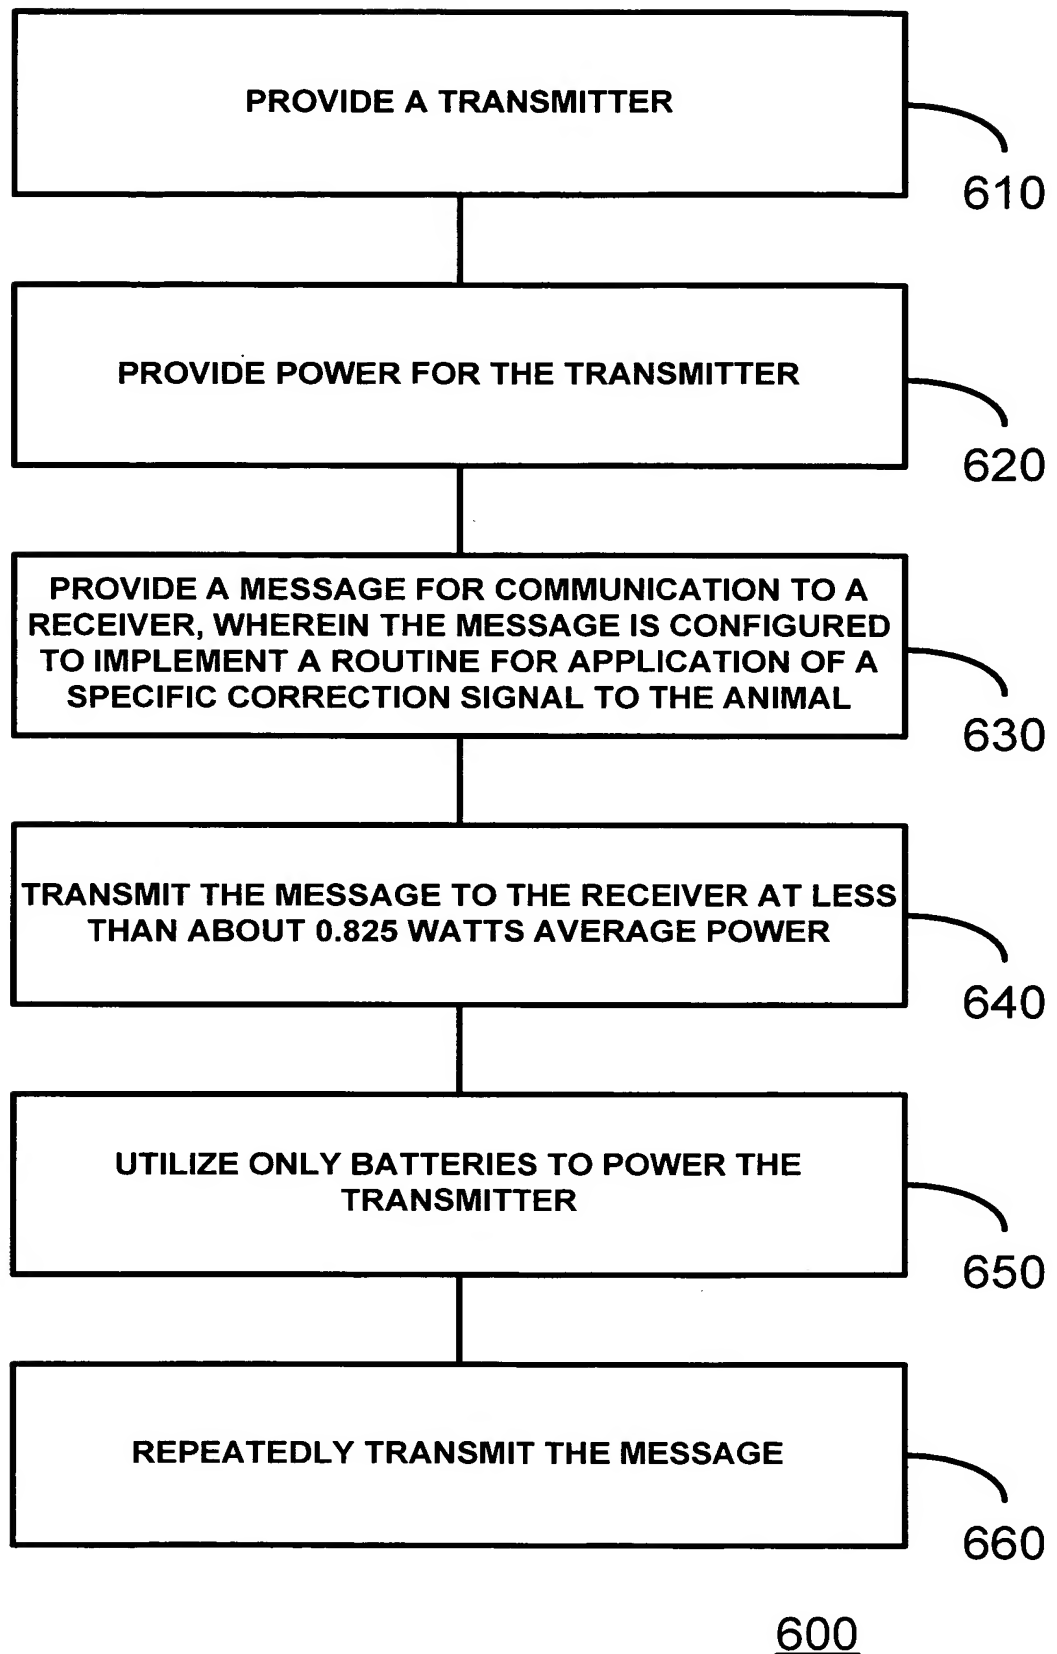 PROVIDE A TRANSMITTER
610
PROVIDE POWER FOR THE TRANSMITTER
620
PROVIDE A MESSAGE FOR COMMUNICATION TO A
RECEIVER, WHEREIN THE MESSAGE IS CONFIGURED
TO IMPLEMENT A ROUTINE FOR APPLICATION OF A
SPECIFIC CORRECTION SIGNAL TO THE ANIMAL
630
TRANSMIT THE MESSAGE TO THE RECEIVER AT LESS
THAN ABOUT 0.825 WATTS AVERAGE POWER
640
UTILIZE ONLY BATTERIES TO POWER THE
TRANSMITTER
650
REPEATEDLY TRANSMIT THE MESSAGE
660
600